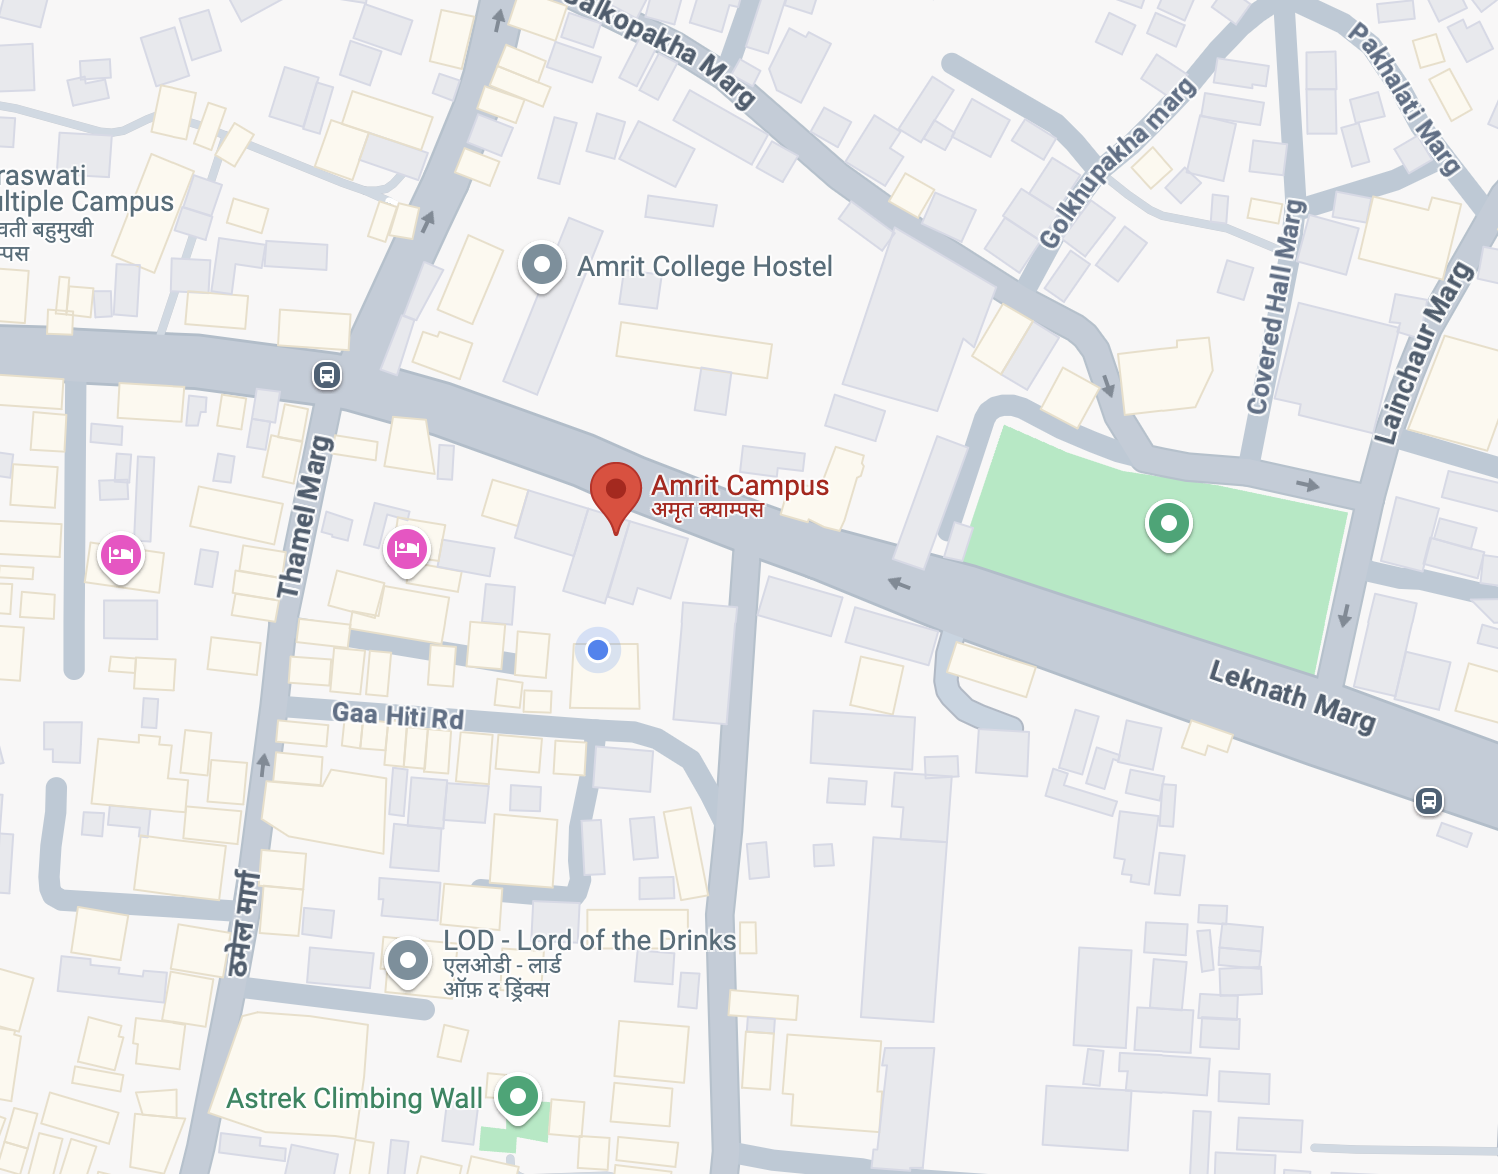 Galkopakha Marg
Pakhalati Marg
Golkhupakha marg
raswati
ultiple Campus
वती बहुमुखी
म्पस
Amrit College Hostel
Covered Hall Marg
Lainchaur Marg
Thamel Marg
Amrit Campus
अमृत क्याम्पस
Leknath Marg
Gaa Hiti Rd
ठमेल मार्ग
LOD - Lord of the Drinks
एलओडी - लार्ड
ऑफ़ द ड्रिंक्स
Astrek Climbing Wall